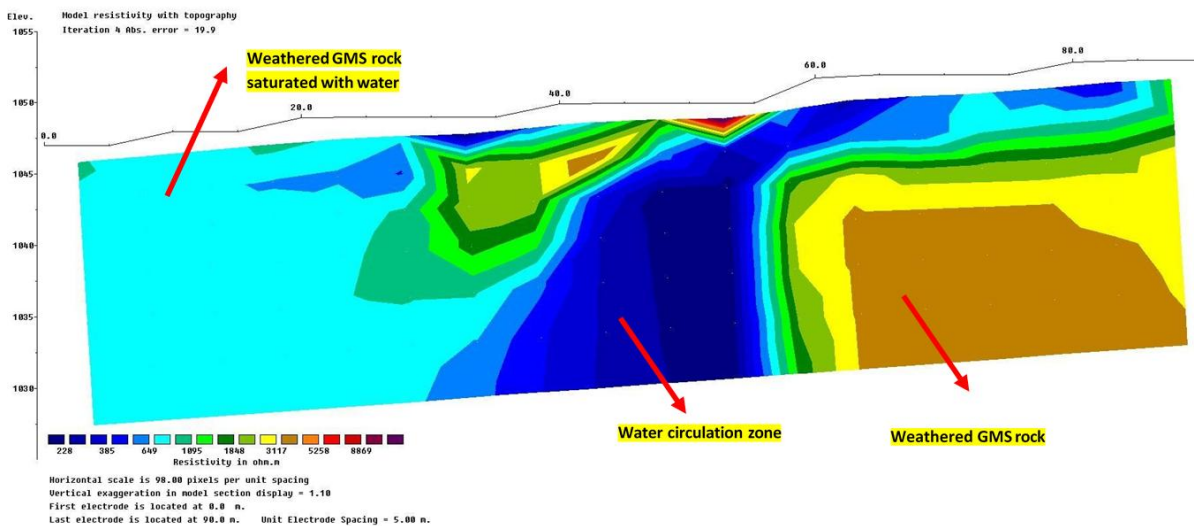 Elev.
Model resistivity with topography
Iteration 4 Abs. error = 19.9
1055
Weathered GMS rock
saturated with water
80.0
60.0
1050
40.0
20.0
0.0
1045
1040
1035
1030
Water circulation zone
Weathered GMS rock
228 385 649 1095 1848 3117 5258 8869
Resistivity in ohm.m
Horizontal scale is 98.00 pixels per unit spacing
Vertical exaggeration in model section display = 1.10
First electrode is located at 0.0 m.
Last electrode is located at 90.0 m. Unit Electrode Spacing = 5.00 m.